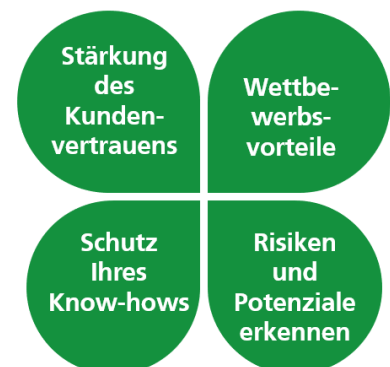 Stärkung
des
Kunden-
vertrauens
Wettbe-
werbs-
vorteile
Schutz
Ihres
Know-hows
Risiken
und
Potenziale
erkennen